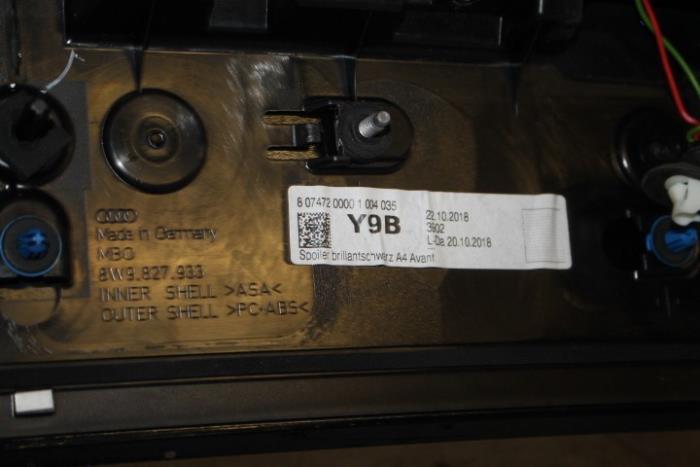 Made in Germany
MBG
8W9.827.933
INNER SHELL >ASA<
OUTER SHELL >PC+ABS<
6 07472 0000 1 004 035
Y9B
22.10.2018
3902
L-Da 20.10.2018
Spoiler brillantschwarz A4 Avant